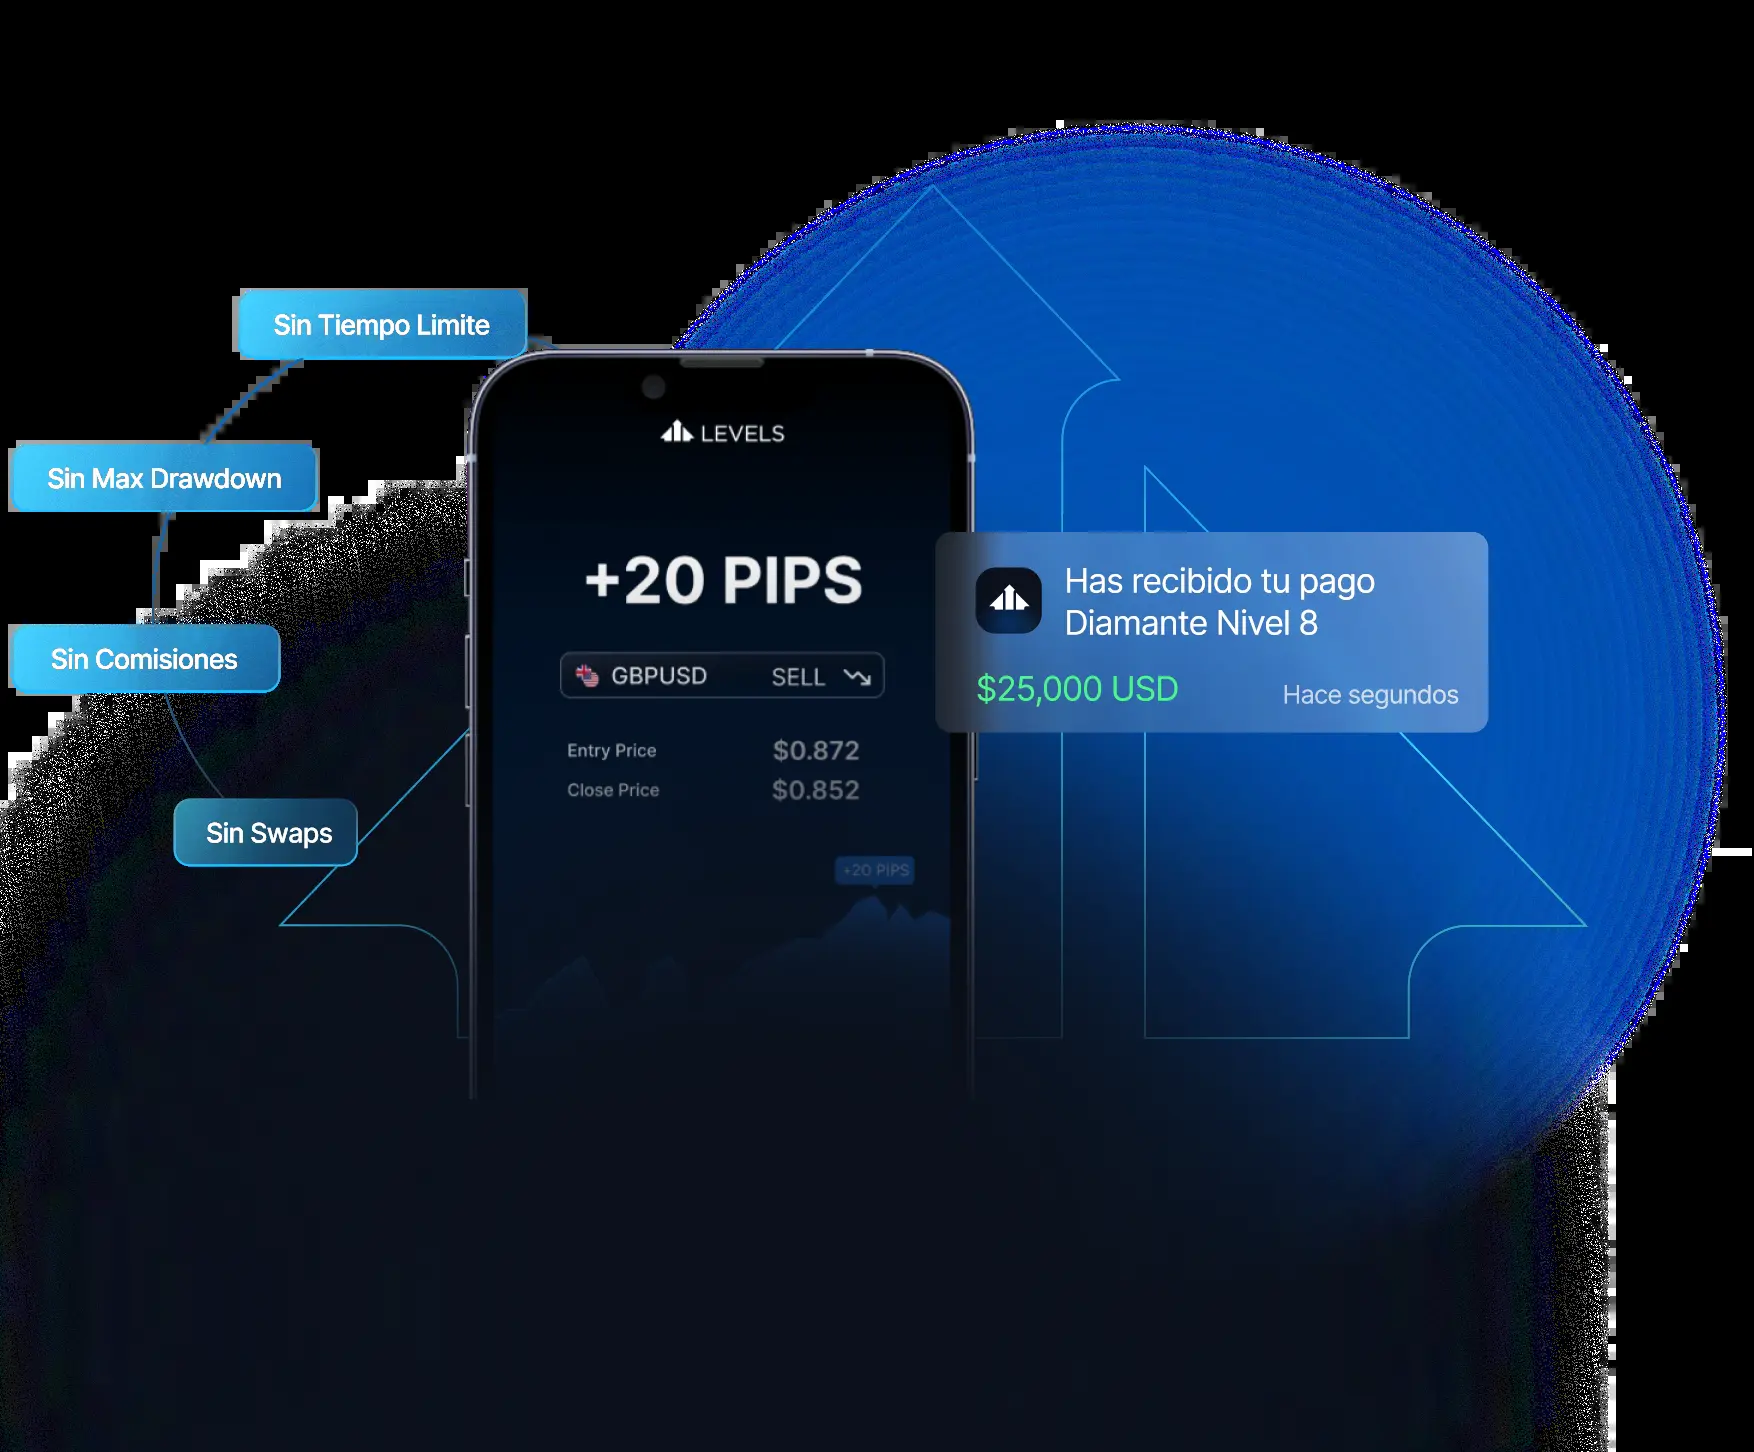 Sin Tiempo Limite
Sin Max Drawdown
Sin Comisiones
Sin Swaps
LEVELS
+20 PIPS
GBPUSD SELL
Entry Price $0.872
Close Price $0.852
+20 PIPS
Has recibido tu pago
Diamante Nivel 8
$25,000 USD Hace segundos